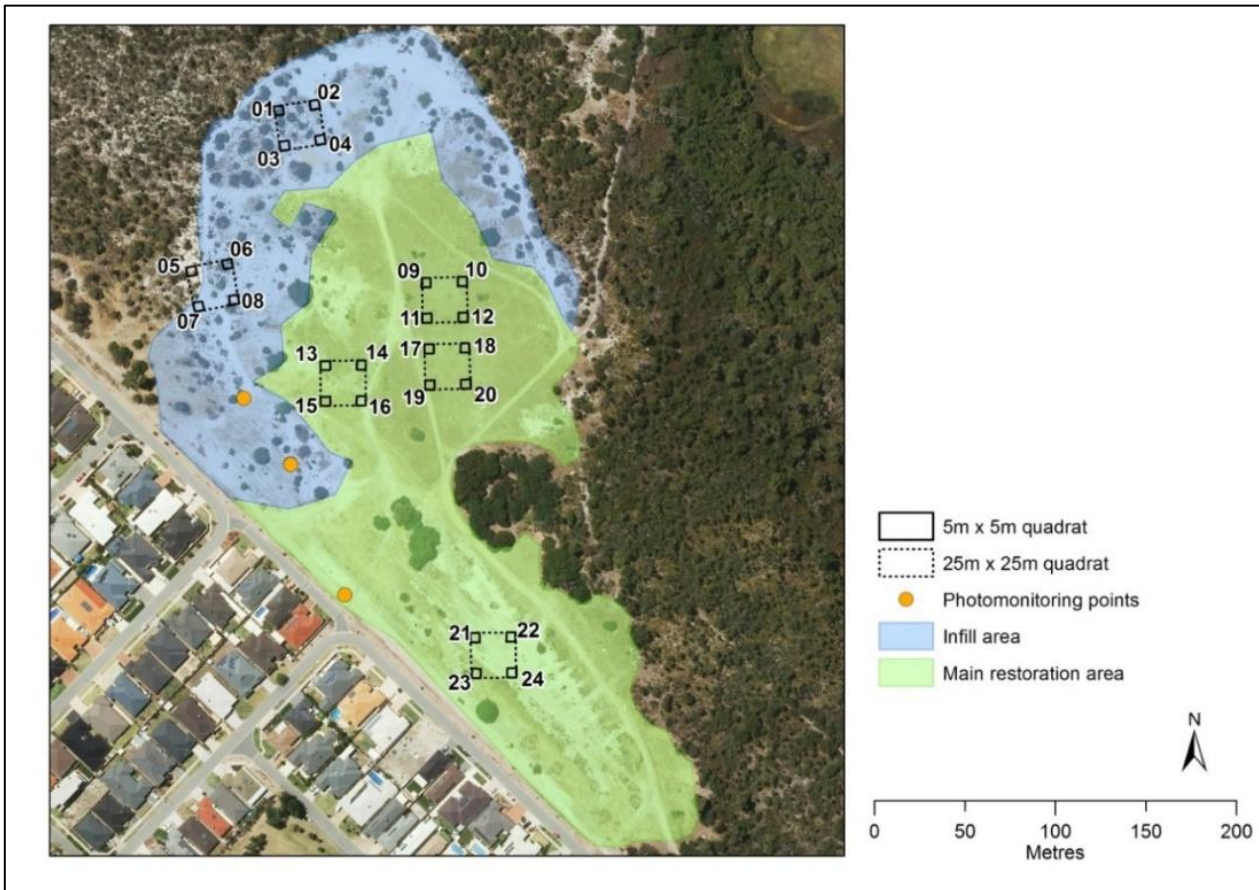 01 02
03 04
05 06
07 08
09 10
11 12
17 18
13 14
19 20
15 16
21 22
23 24
5m x 5m quadrat
25m x 25m quadrat
Photomonitoring points
Infill area
Main restoration area
N
0 50 100 150 200
Metres